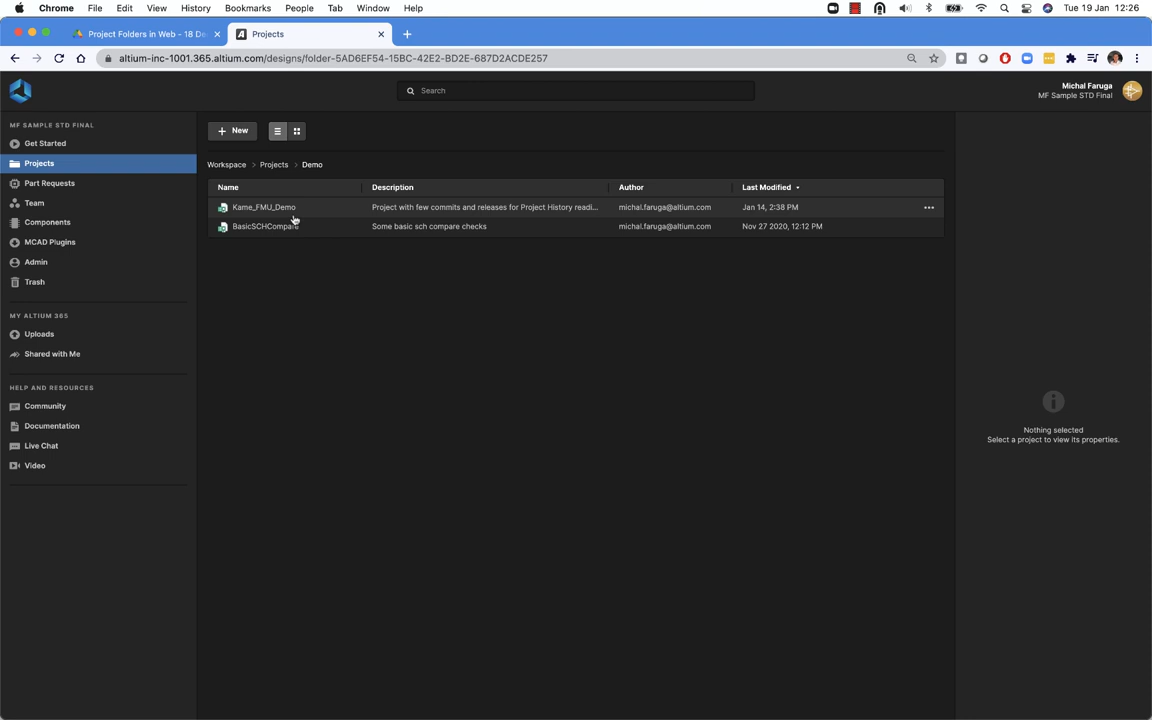 Chrome File Edit View History Bookmarks People Tab Window Help Tue 19 Jan 12:26
Project Folders in Web - 18 De
Projects
altium-inc-1001.365.altium.com/designs/folder-5AD6EF54-15BC-42E2-BD2E-687D2ACDE257
Search
Michal Faruga
MF Sample STD Final
MF SAMPLE STD FINAL
Get Started
Projects
Part Requests
Team
Components
MCAD Plugins
Admin
Trash
MY ALTIUM 365
Uploads
Shared with Me
HELP AND RESOURCES
Community
Documentation
Live Chat
Video
+ New
Workspace > Projects > Demo
Name Description Author Last Modified
Kame_FMU_Demo Project with few commits and releases for Project History readi... michal.faruga@altium.com Jan 14, 2:38 PM
BasicSCHCompare Some basic sch compare checks michal.faruga@altium.com Nov 27 2020, 12:12 PM
Nothing selected
Select a project to view its properties.